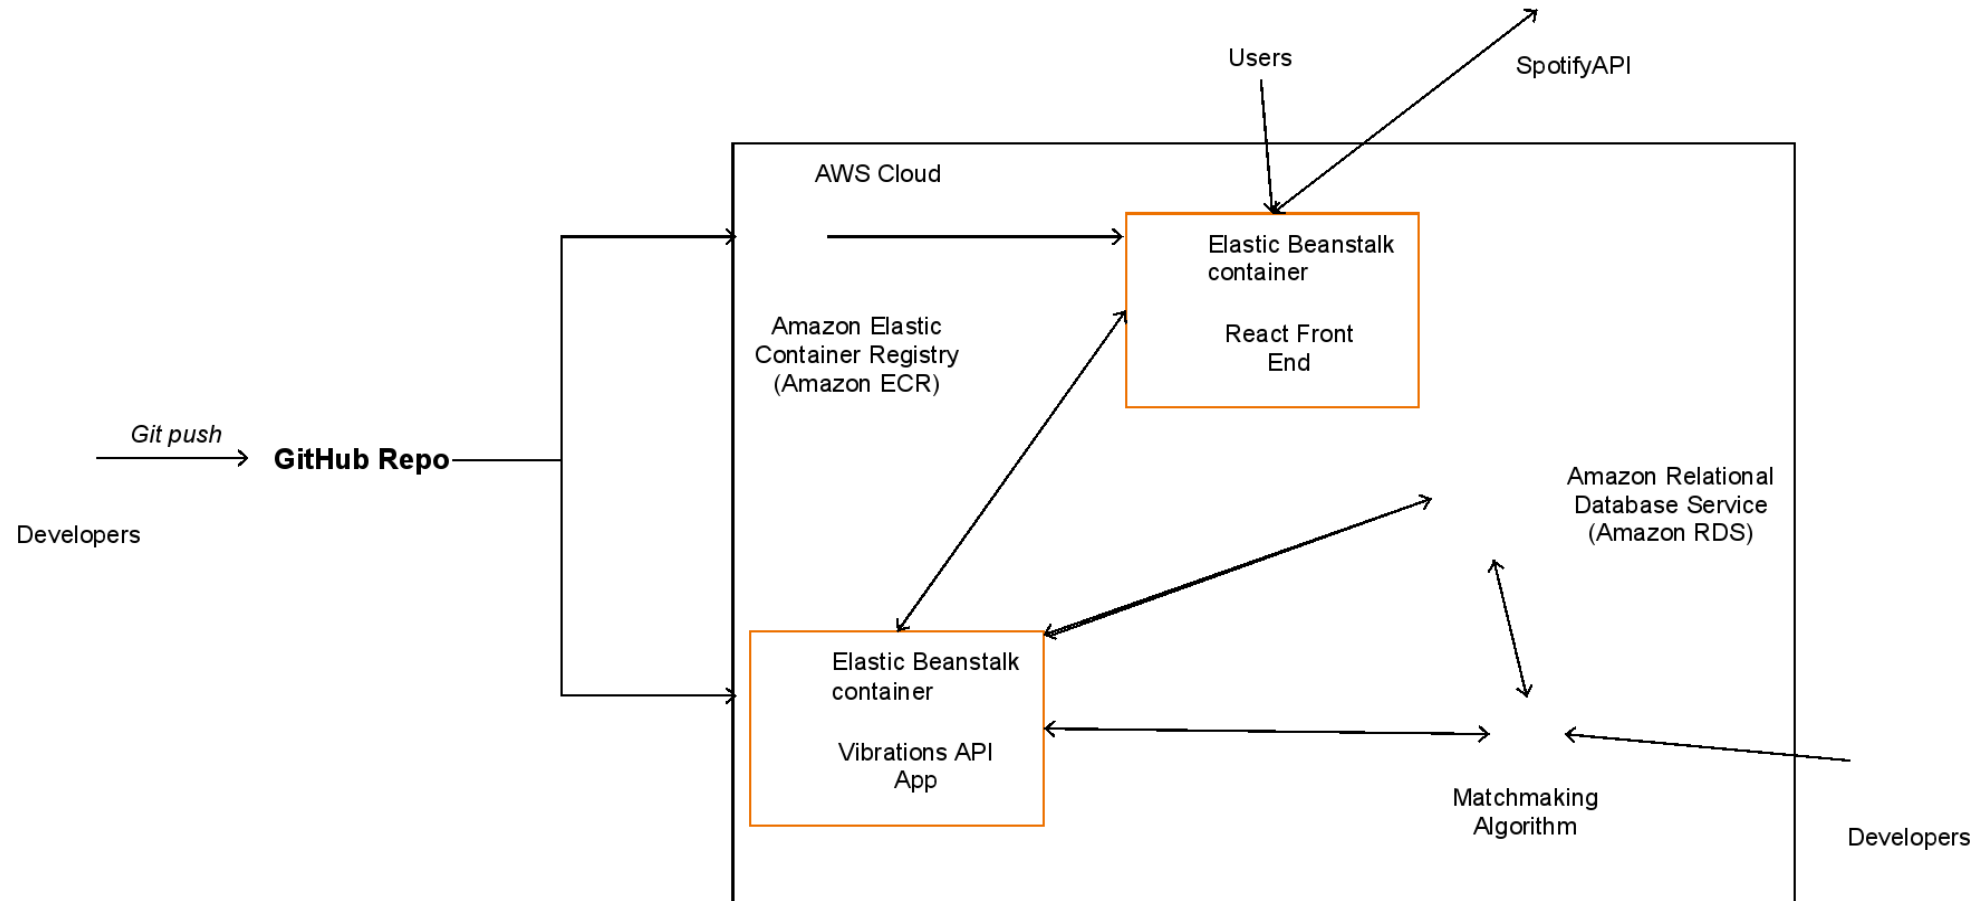 Users
SpotifyAPI
AWS Cloud
Elastic Beanstalk
container
React Front
End
Amazon Elastic
Container Registry
(Amazon ECR)
Git push
GitHub Repo
Developers
Amazon Relational
Database Service
(Amazon RDS)
Elastic Beanstalk
container
Vibrations API
App
Matchmaking
Algorithm
Developers